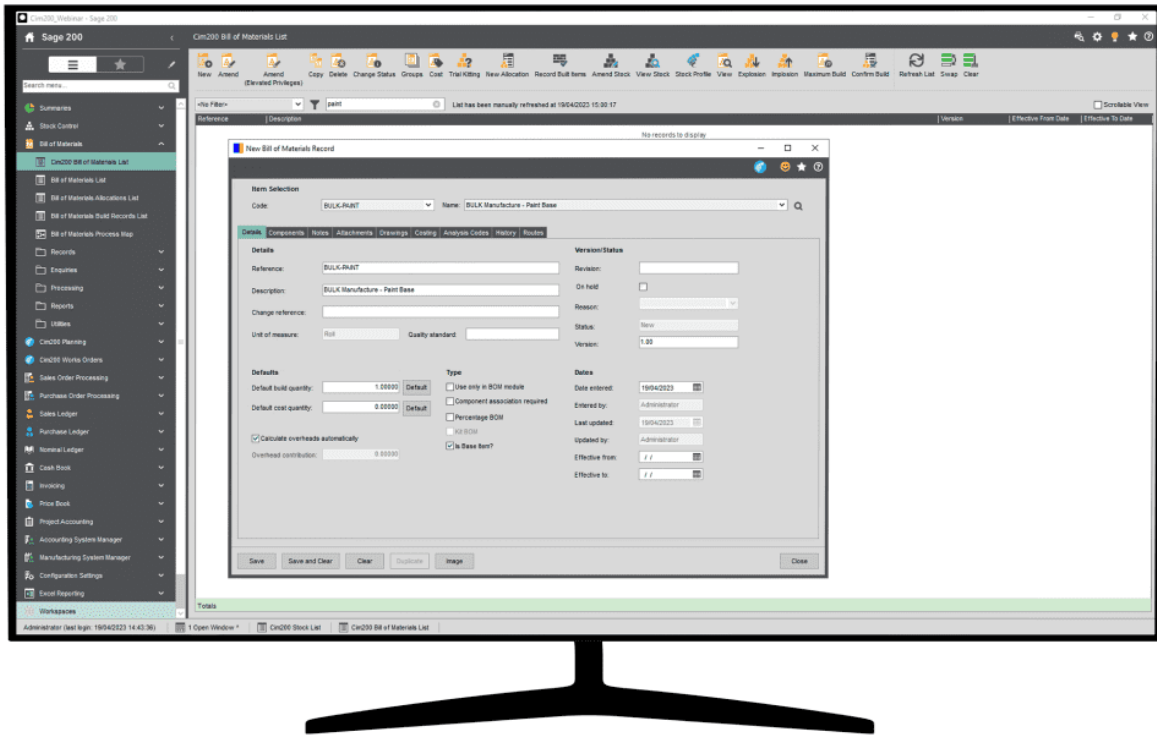 Cim200_Webinar - Sage 200
Sage 200
Cim200 Bill of Materials List
New Amend Amend (Elevated Privileges) Copy Delete Change Status Groups Cost Trial Kitting New Allocation Record Built Items Amend Stock View Stock Stock Profile View Explosion Implosion Maximum Build Confirm Build Refresh List Swap Clear
Search menu...
<No Filter> paint List has been manually refreshed at 19/04/2023 15:00:17 Scrollable View
Reference Description Version Effective From Date Effective To Date
No records to display
Summaries
Stock Control
Bill of Materials
Cim200 Bill of Materials List
Bill of Materials List
Bill of Materials Allocations List
Bill of Materials Build Records List
Bill of Materials Process Map
Records
Enquiries
Processing
Reports
Utilities
Cim200 Planning
Cim200 Works Orders
Sales Order Processing
Purchase Order Processing
Sales Ledger
Purchase Ledger
Nominal Ledger
Cash Book
Invoicing
Price Book
Project Accounting
Accounting System Manager
Manufacturing System Manager
Configuration Settings
Excel Reporting
Workspaces
New Bill of Materials Record
Item Selection
Code: BULK-PAINT Name: BULK Manufacture - Paint Base
Details Components Notes Attachments Drawings Costing Analysis Codes History Routes
Details
Reference: BULK-PAINT
Description: BULK Manufacture - Paint Base
Change reference:
Unit of measure: Roll Quality standard:
Version/Status
Revision:
On hold
Reason:
Status: New
Version: 1.00
Defaults
Default build quantity: 1.00000 Default
Default cost quantity: 0.00000 Default
Calculate overheads automatically
Overhead contribution: 0.00000
Type
Use only in BOM module
Component association required
Percentage BOM
Kit BOM
Is Base Item?
Dates
Date entered: 19/04/2023
Entered by: Administrator
Last updated: 19/04/2023
Updated by: Administrator
Effective from: / /
Effective to: / /
Save Save and Clear Clear Duplicate Image Close
Totals
Administrator (last login: 19/04/2023 14:43:36) 1 Open Window Cim200 Stock List Cim200 Bill of Materials List